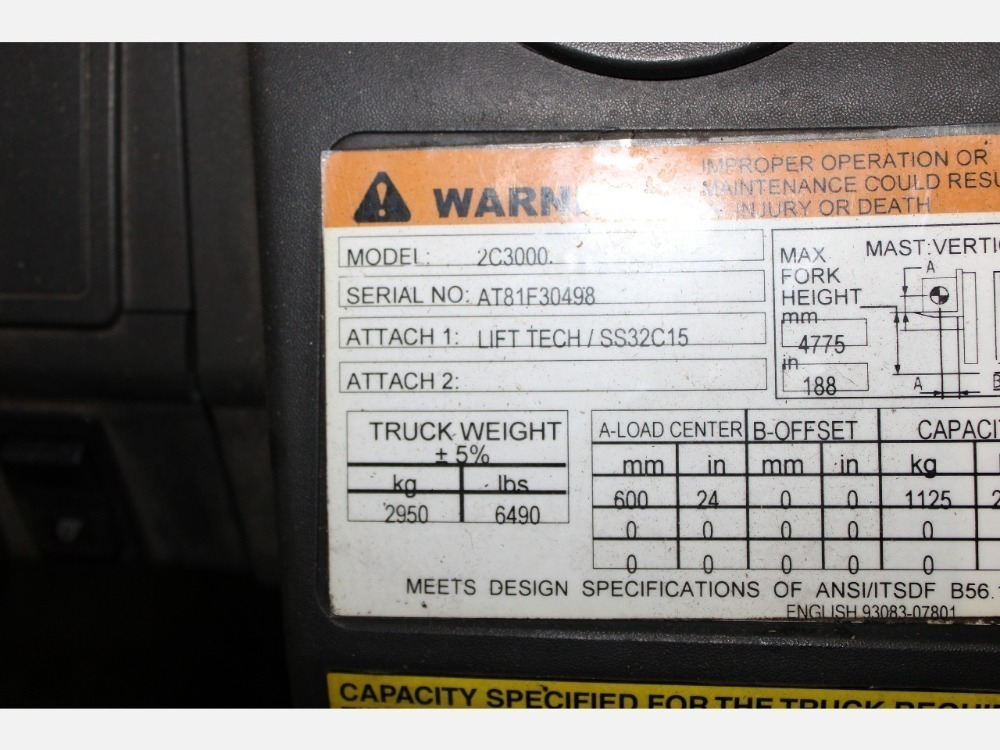 IMPROPER OPERATION OR
MAINTENANCE COULD RESU
INJURY OR DEATH
WARN
MODEL: 2C3000.
SERIAL NO: AT81F30498
ATTACH 1: LIFT TECH / SS32C15
ATTACH 2:
MAX
FORK
HEIGHT
mm
4775
in
188
MAST:VERTI
A
A
B
TRUCK WEIGHT
± 5%
kg lbs
2950 6490
A-LOAD CENTER B-OFFSET CAPACI
mm in mm in kg
600 24 0 0 1125 2
0 0 0 0 0
0 0 0 0 0
MEETS DESIGN SPECIFICATIONS OF ANSI/ITSDF B56.1
ENGLISH 93083-07801
CAPACITY SPECIFIED FOR THE TRUCK REQUI